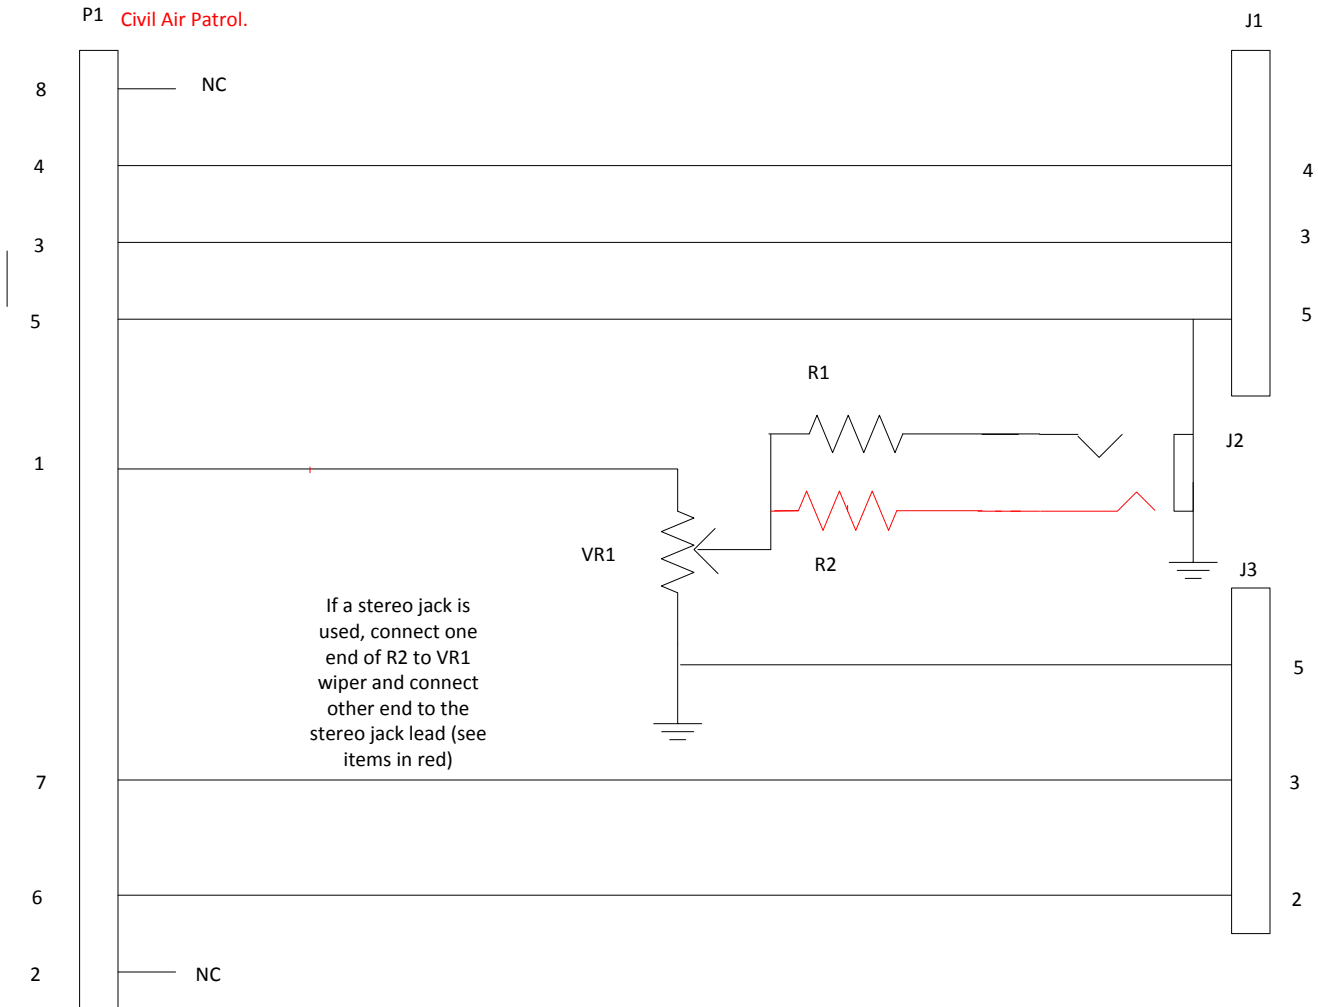 P1 Civil Air Patrol.
J1
8 NC
4 4
3 3
5 5
R1
1 J2
VR1 R2
J3
If a stereo jack is
used, connect one
end of R2 to VR1
wiper and connect
other end to the
stereo jack lead (see
items in red)
5
7 3
6 2
2 NC